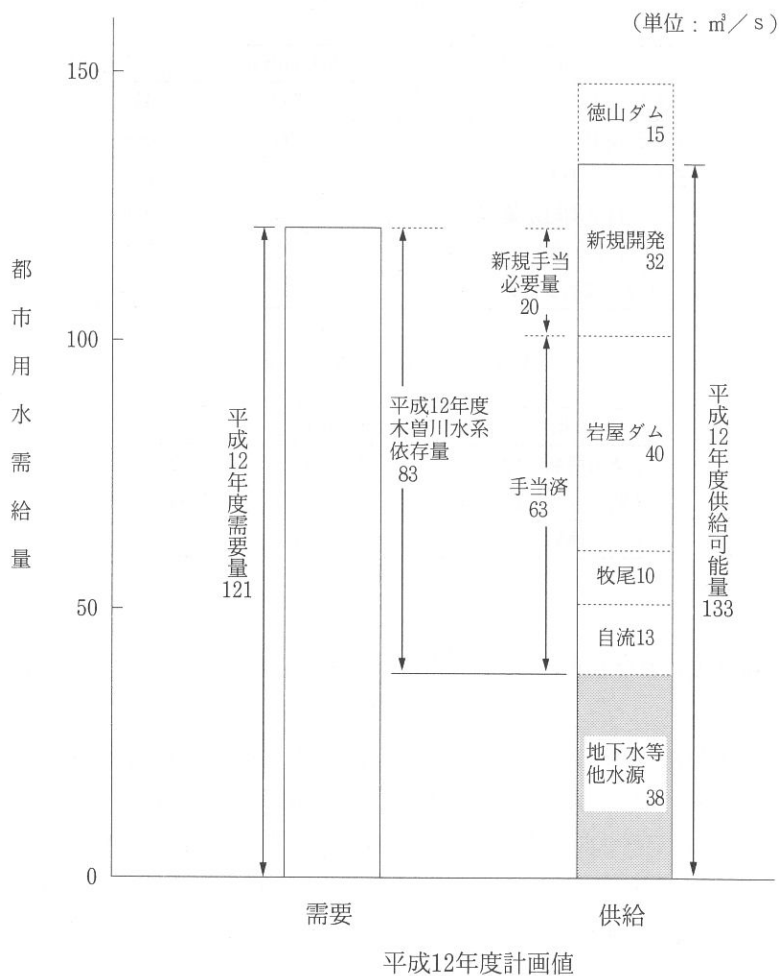 （単位：㎥／ｓ）
150
100
50
0
都市用水需給量
平成12年度需要量
121
平成12年度
木曽川水系
依存量
83
新規手当
必要量
20
手当済
63
徳山ダム
15
新規開発
32
岩屋ダム
40
牧尾10
自流13
地下水等
他水源
38
平成12年度供給可能量
133
需要
供給
平成12年度計画値